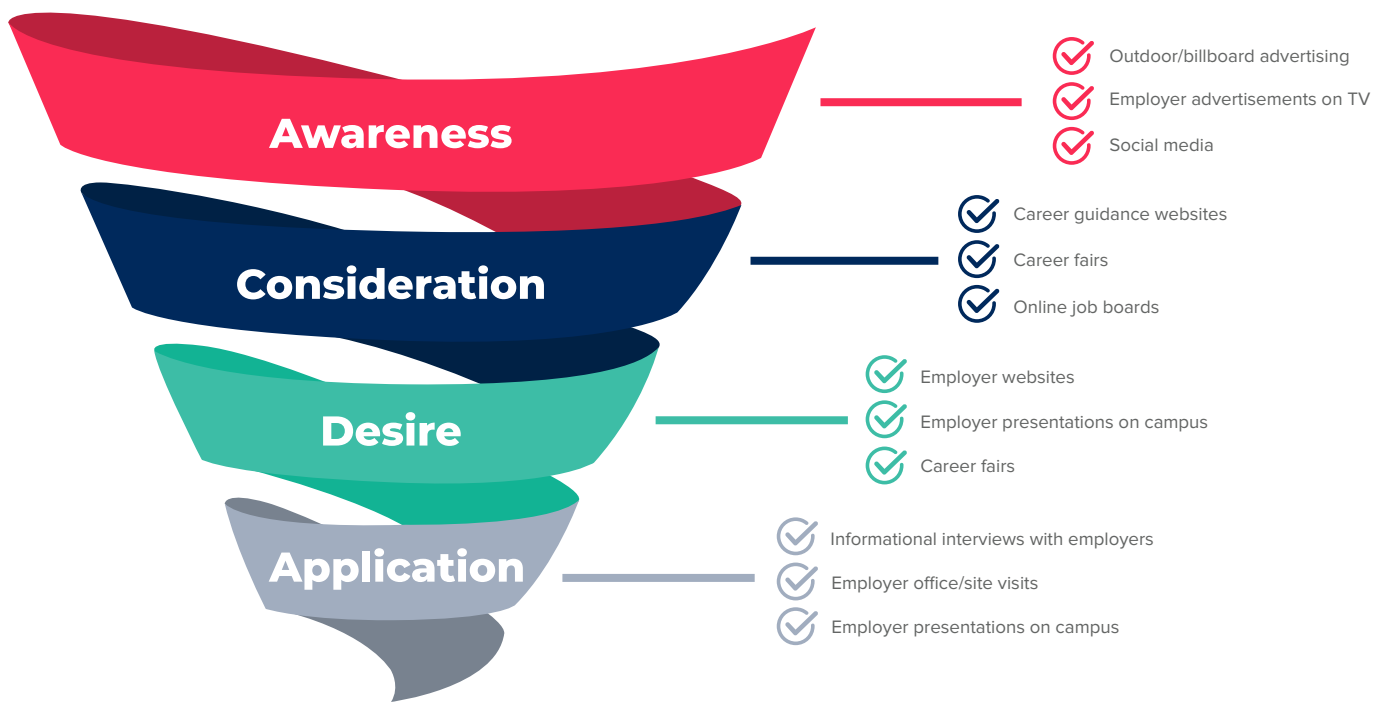 Awareness
Outdoor/billboard advertising
Employer advertisements on TV
Social media
Consideration
Career guidance websites
Career fairs
Online job boards
Desire
Employer websites
Employer presentations on campus
Career fairs
Application
Informational interviews with employers
Employer office/site visits
Employer presentations on campus